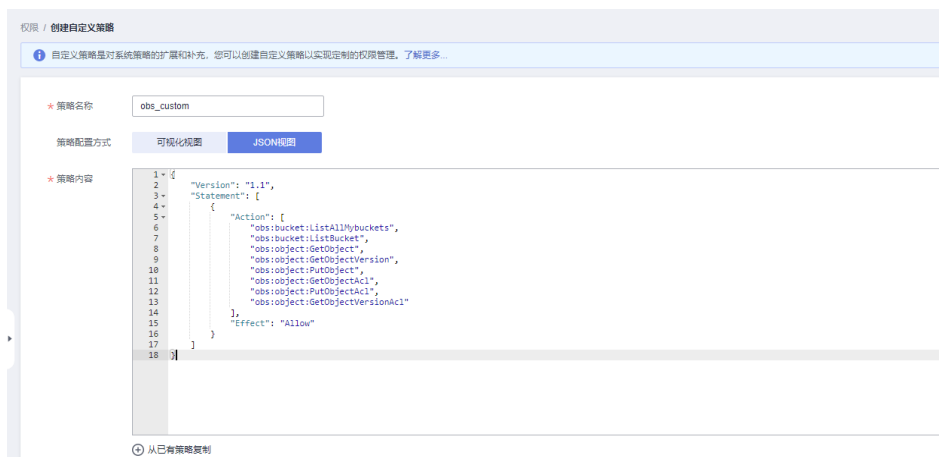 权限 / 创建自定义策略
自定义策略是对系统策略的扩展和补充，您可以创建自定义策略以实现定制的权限管理。了解更多...
* 策略名称 obs_custom
策略配置方式 可视化视图 JSON视图
* 策略内容
1 {
2 "Version": "1.1",
3 "Statement": [
4 {
5 "Action": [
6 "obs:bucket:ListAllMybuckets",
7 "obs:bucket:ListBucket",
8 "obs:object:GetObject",
9 "obs:object:GetObjectVersion",
10 "obs:object:PutObject",
11 "obs:object:GetObjectAcl",
12 "obs:object:PutObjectAcl",
13 "obs:object:GetObjectVersionAcl"
14 ],
15 "Effect": "Allow"
16 }
17 ]
18 }
从已有策略复制